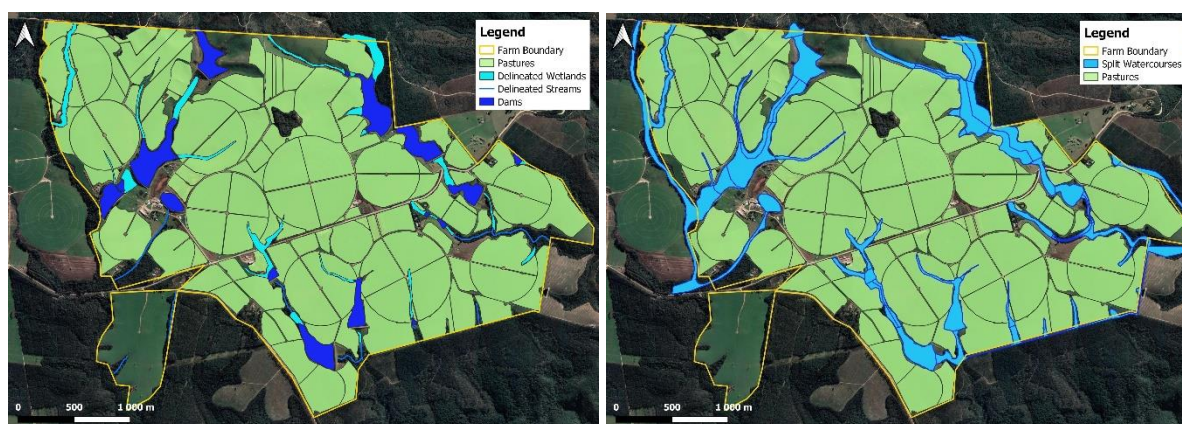 Legend
Farm Boundary
Pastures
Delineated Wetlands
Delineated Streams
Dams
0 500 1 000 m
Legend
Farm Boundary
Split Watercourses
Pastures
0 500 1 000 m